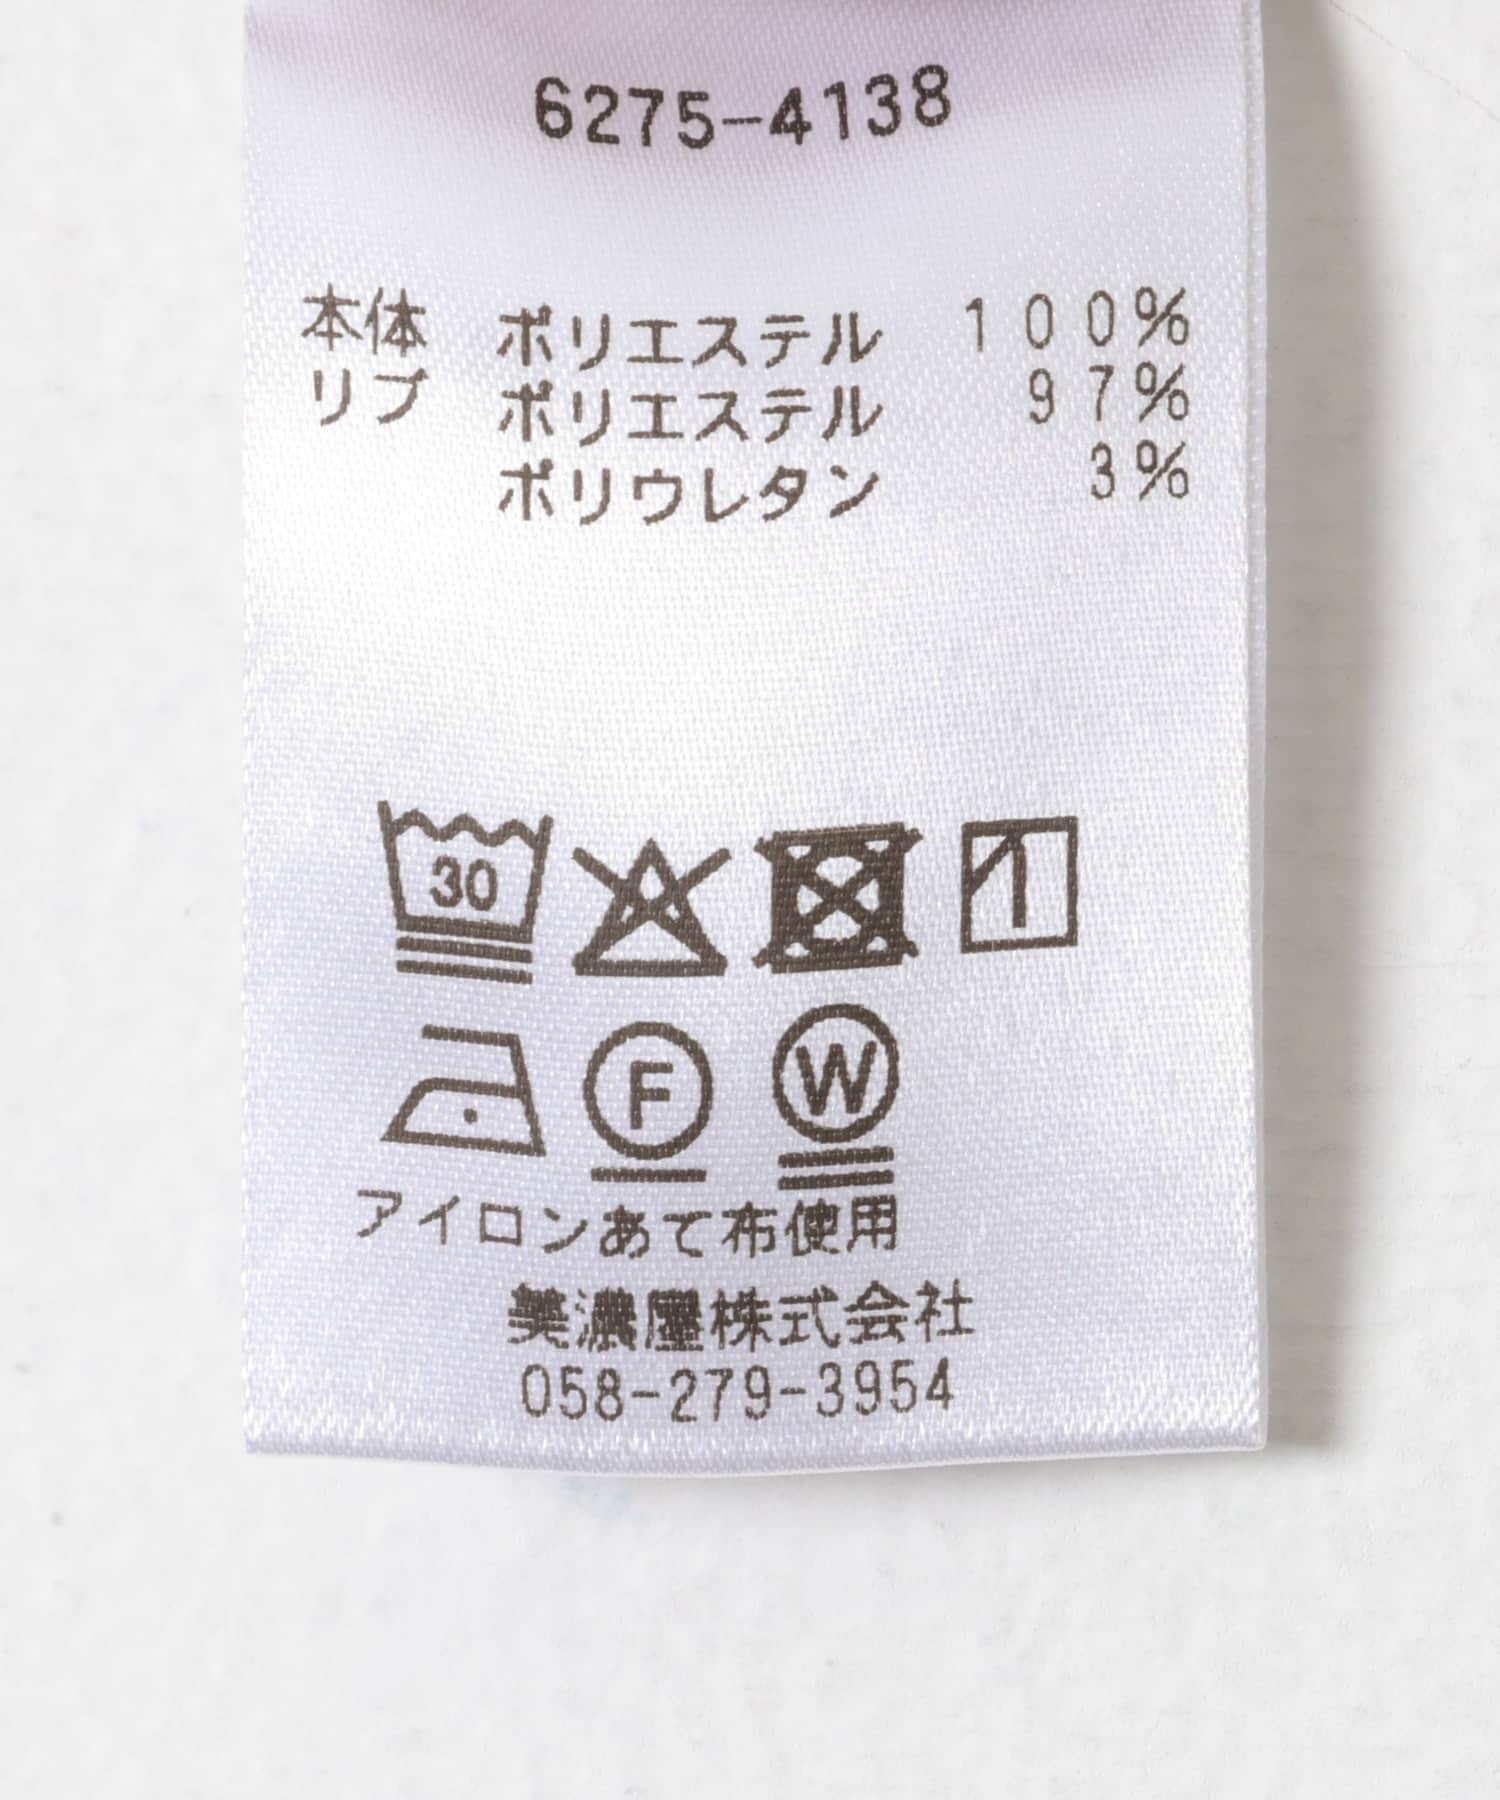 6275-4138
本体 ポリエステル 100%
リブ ポリエステル 97%
ポリウレタン 3%
30
F W
アイロンあて布使用
美濃屋株式会社
058-279-3954